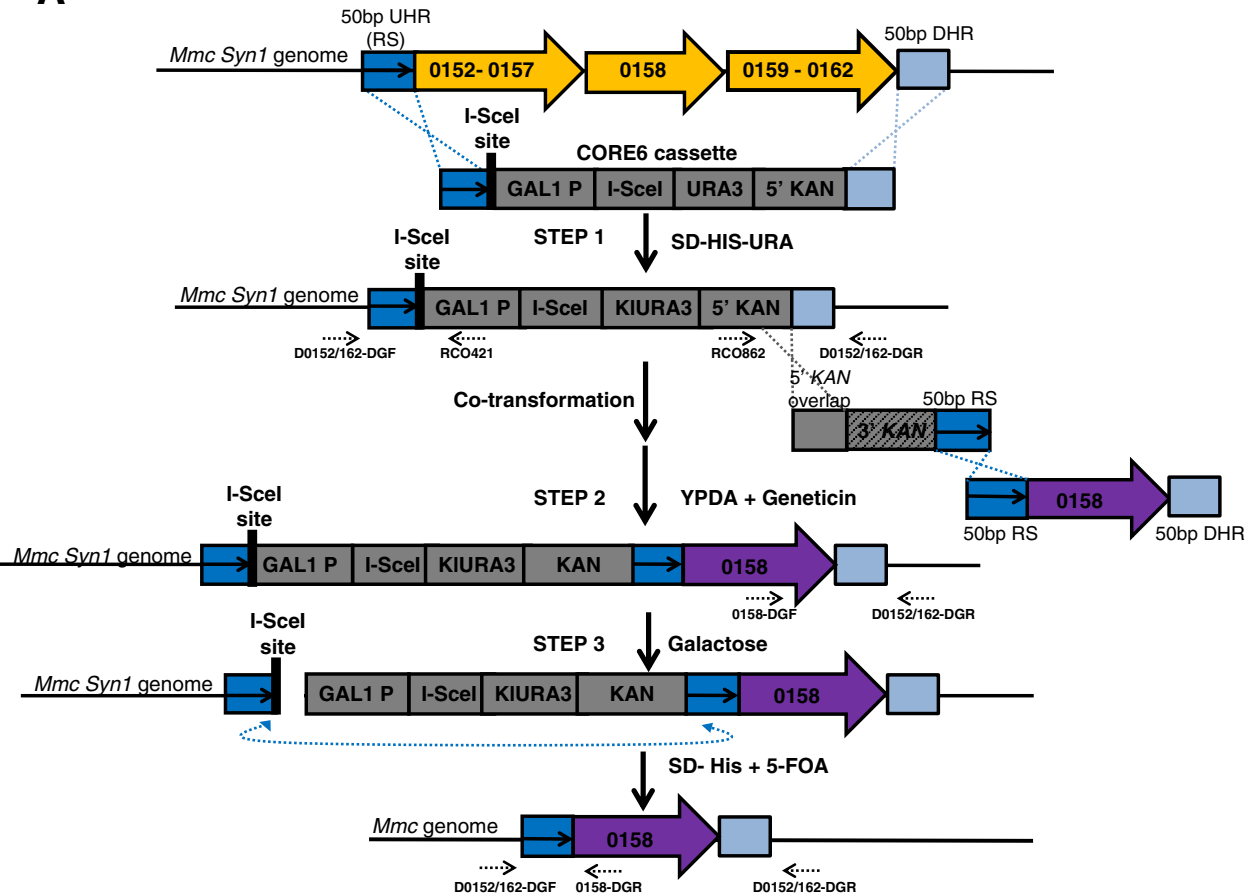 A
50bp UHR
(RS)
50bp DHR
Mmc Syn1 genome
0152- 0157
0158
0159 - 0162
I-SceI
site
CORE6 cassette
GAL1 P
I-SceI
URA3
5’ KAN
STEP 1
SD-HIS-URA
I-SceI
site
Mmc Syn1 genome
GAL1 P
I-SceI
KIURA3
5’ KAN
D0152/162-DGF
RCO421
RCO862
D0152/162-DGR
5’ KAN
overlap
50bp RS
Co-transformation
3’ KAN
I-SceI
site
STEP 2
YPDA + Geneticin
0158
50bp RS
50bp DHR
Mmc Syn1 genome
GAL1 P
I-SceI
KIURA3
KAN
0158
0158-DGF
D0152/162-DGR
I-SceI
site
STEP 3
Galactose
Mmc Syn1 genome
GAL1 P
I-SceI
KIURA3
KAN
0158
SD- His + 5-FOA
Mmc genome
0158
D0152/162-DGF
0158-DGR
D0152/162-DGR